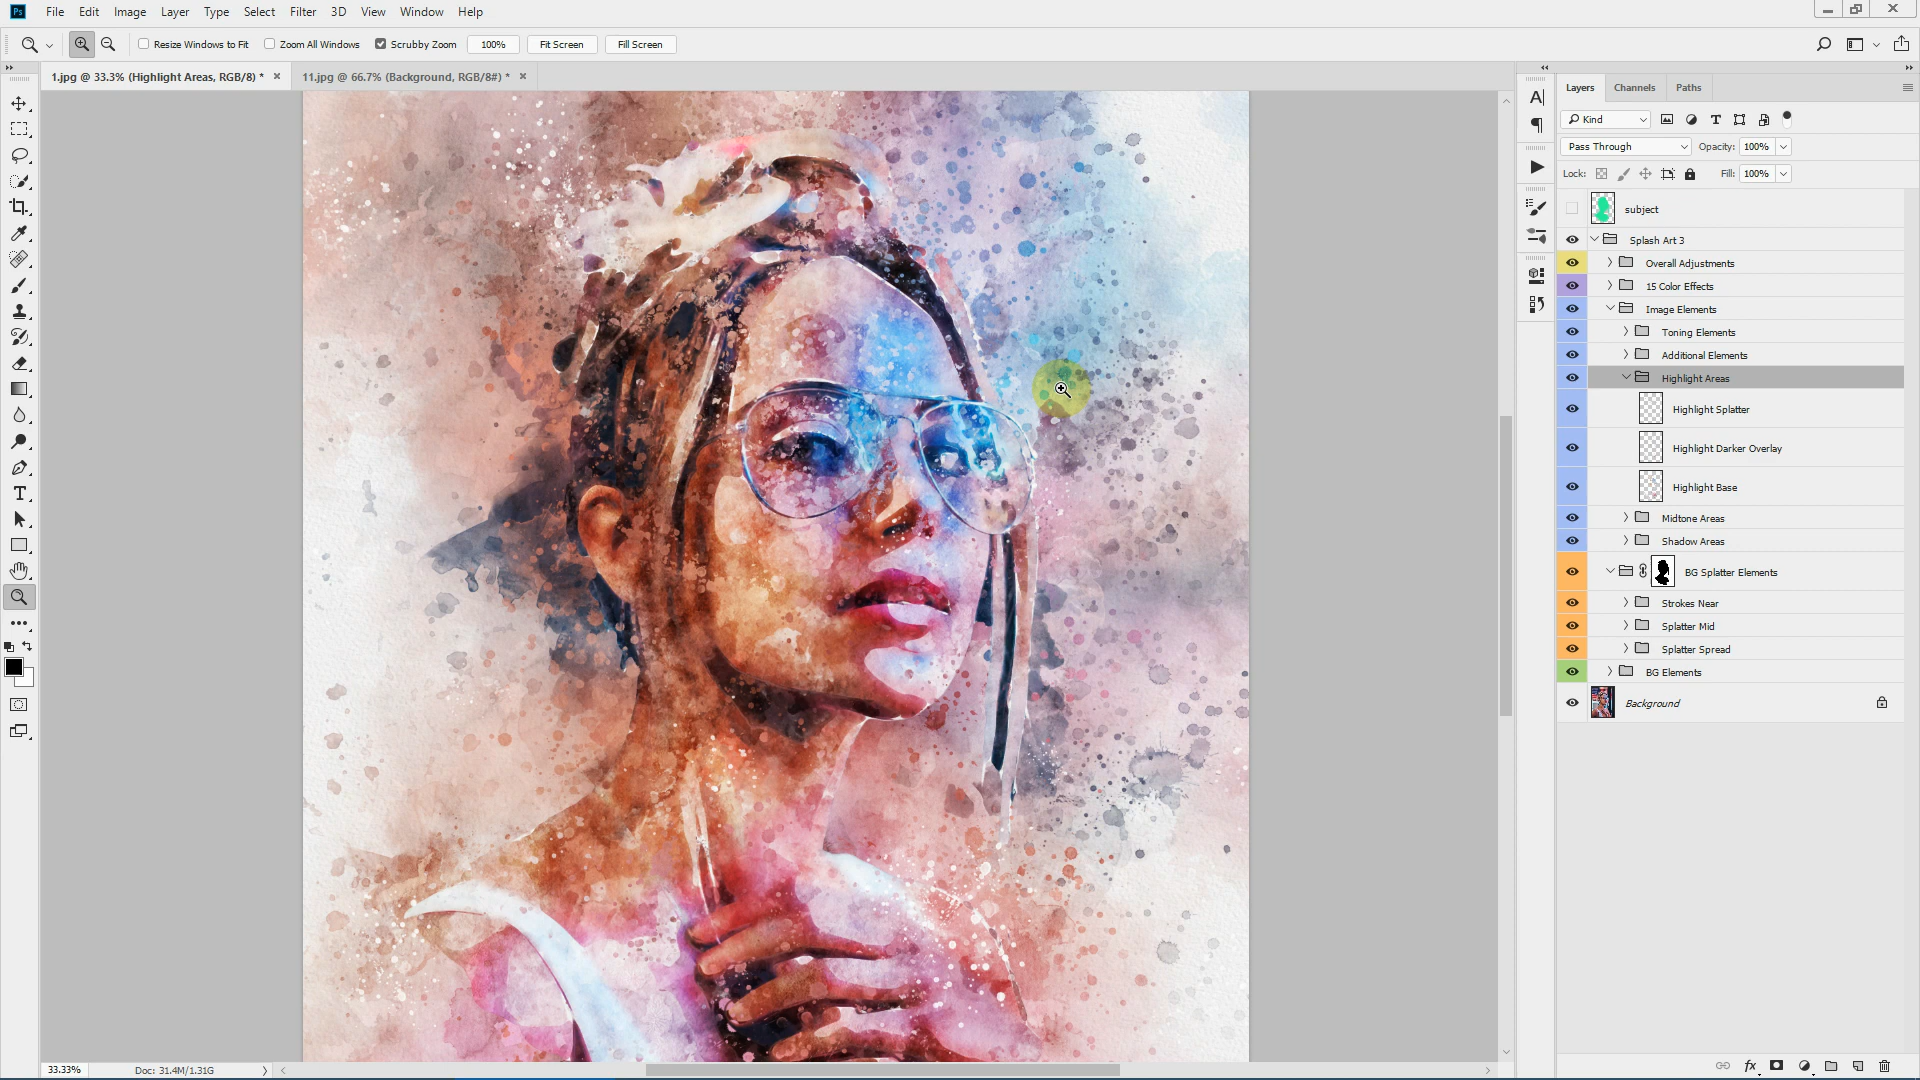 Ps File Edit Image Layer Type Select Filter 3D View Window Help
Resize Windows to Fit Zoom All Windows Scrubby Zoom 100% Fit Screen Fill Screen
1.jpg @ 33.3% (Highlight Areas, RGB/8) * × 11.jpg @ 66.7% (Background, RGB/8#) * ×
Layers Channels Paths
Kind
Pass Through Opacity: 100%
Lock: Fill: 100%
subject
Splash Art 3
Overall Adjustments
15 Color Effects
Image Elements
Toning Elements
Additional Elements
Highlight Areas
Highlight Splatter
Highlight Darker Overlay
Highlight Base
Midtone Areas
Shadow Areas
BG Splatter Elements
Strokes Near
Splatter Mid
Splatter Spread
BG Elements
Background
33.33% Doc: 31.4M/1.31G
fx